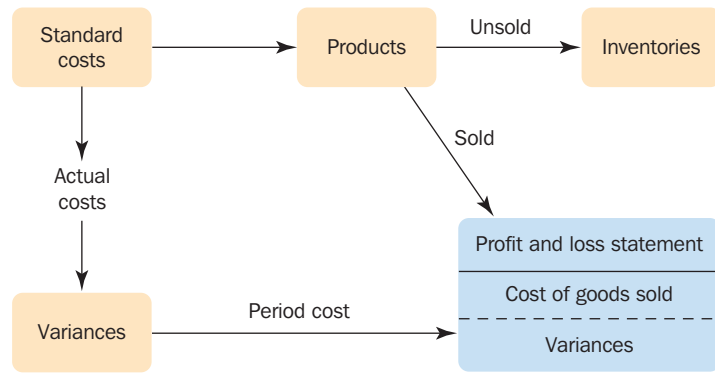 Standard
costs
Products
Unsold
Inventories
Sold
Actual
costs
Profit and loss statement
Cost of goods sold
Variances
Period cost
Variances